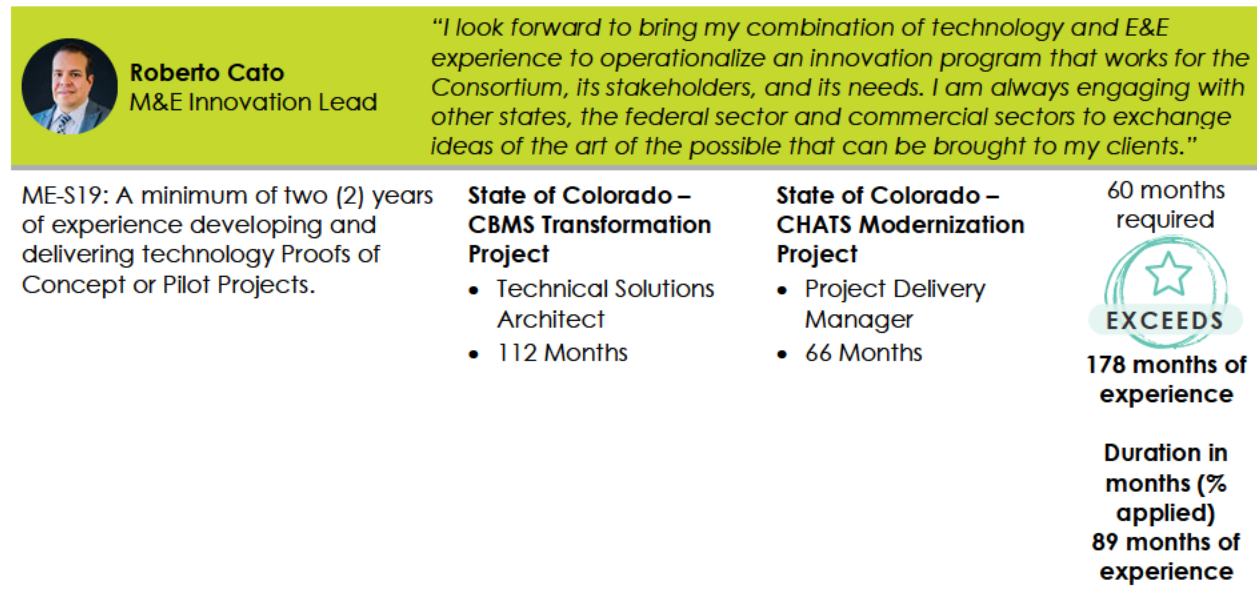 Roberto Cato
M&E Innovation Lead
“I look forward to bring my combination of technology and E&E
experience to operationalize an innovation program that works for the
Consortium, its stakeholders, and its needs. I am always engaging with
other states, the federal sector and commercial sectors to exchange
ideas of the art of the possible that can be brought to my clients.”
ME-S19: A minimum of two (2) years
of experience developing and
delivering technology Proofs of
Concept or Pilot Projects.
State of Colorado –
CBMS Transformation
Project
• Technical Solutions
Architect
• 112 Months
State of Colorado –
CHATS Modernization
Project
• Project Delivery
Manager
• 66 Months
60 months
required
EXCEEDS
178 months of
experience
Duration in
months (%
applied)
89 months of
experience